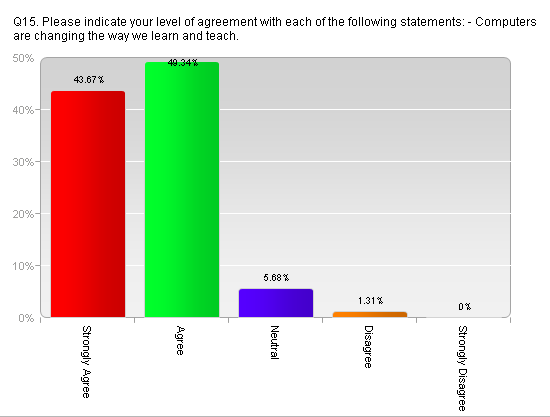 Q15. Please indicate your level of agreement with each of the following statements: - Computers
are changing the way we learn and teach.
50%
40%
30%
20%
10%
0%
43.67%
49.34%
5.68%
1.31%
0%
Strongly Agree
Agree
Neutral
Disagree
Strongly Disagree